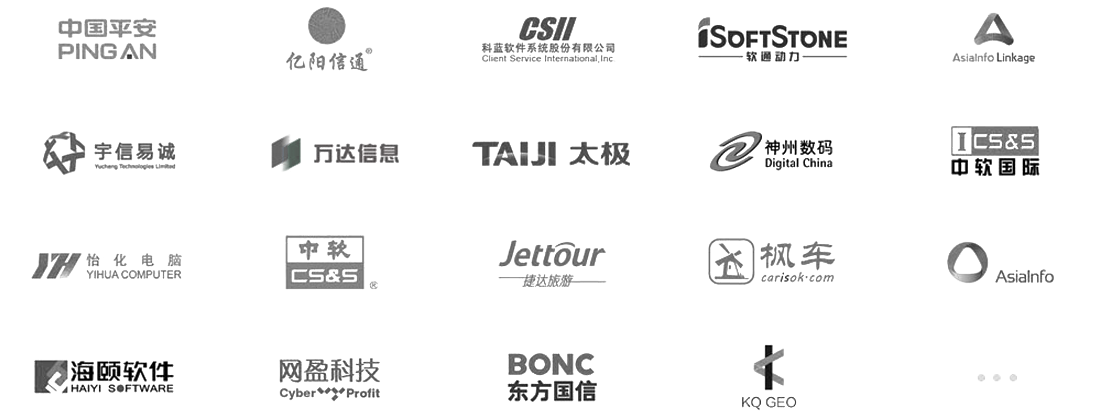 中国平安
PINGAN
亿阳信通®
CSII
科蓝软件系统股份有限公司
Client Service International,Inc.
iSOFTSTONE
软通动力
AsiaInfo Linkage
宇信易诚
Yucheng Technologies Limited
万达信息
TAIJI 太极
神州数码
Digital China
ICS&S
中软国际
YH 怡化电脑
YIHUA COMPUTER
中软
CS&S®
Jettour
捷达旅游
枫车
carisok·com
AsiaInfo
海颐软件
HAIYI SOFTWARE
网盈科技
Cyber Profit
BONC
东方国信
KQ GEO